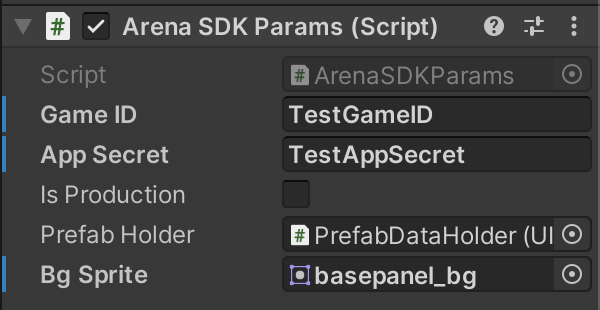 Arena SDK Params (Script)
Script ArenaSDKParams
Game ID TestGameID
App Secret TestAppSecret
Is Production
Prefab Holder PrefabDataHolder (UI
Bg Sprite basepanel_bg